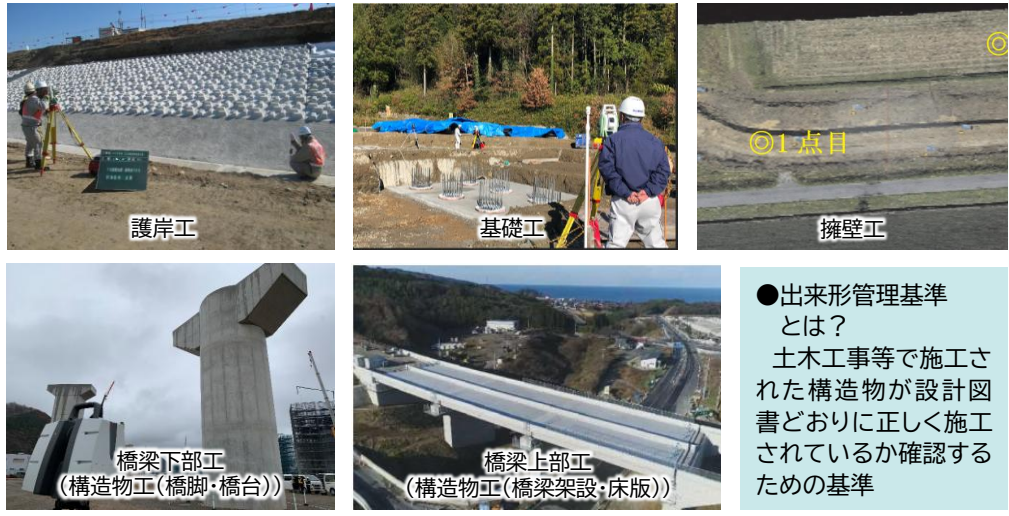 護岸工
基礎工
◎
◎1点目
擁壁工
橋梁下部工
(構造物工(橋脚・橋台))
橋梁上部工
(構造物工(橋梁架設・床版))
●出来形管理基準
とは?
土木工事等で施工さ
れた構造物が設計図
書どおりに正しく施工
されているか確認する
ための基準